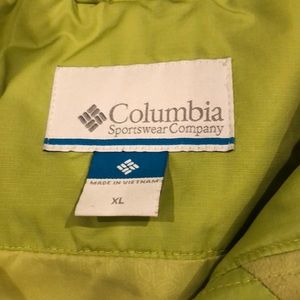 Columbia
Sportswear Company
MADE IN VIETNAM
XL